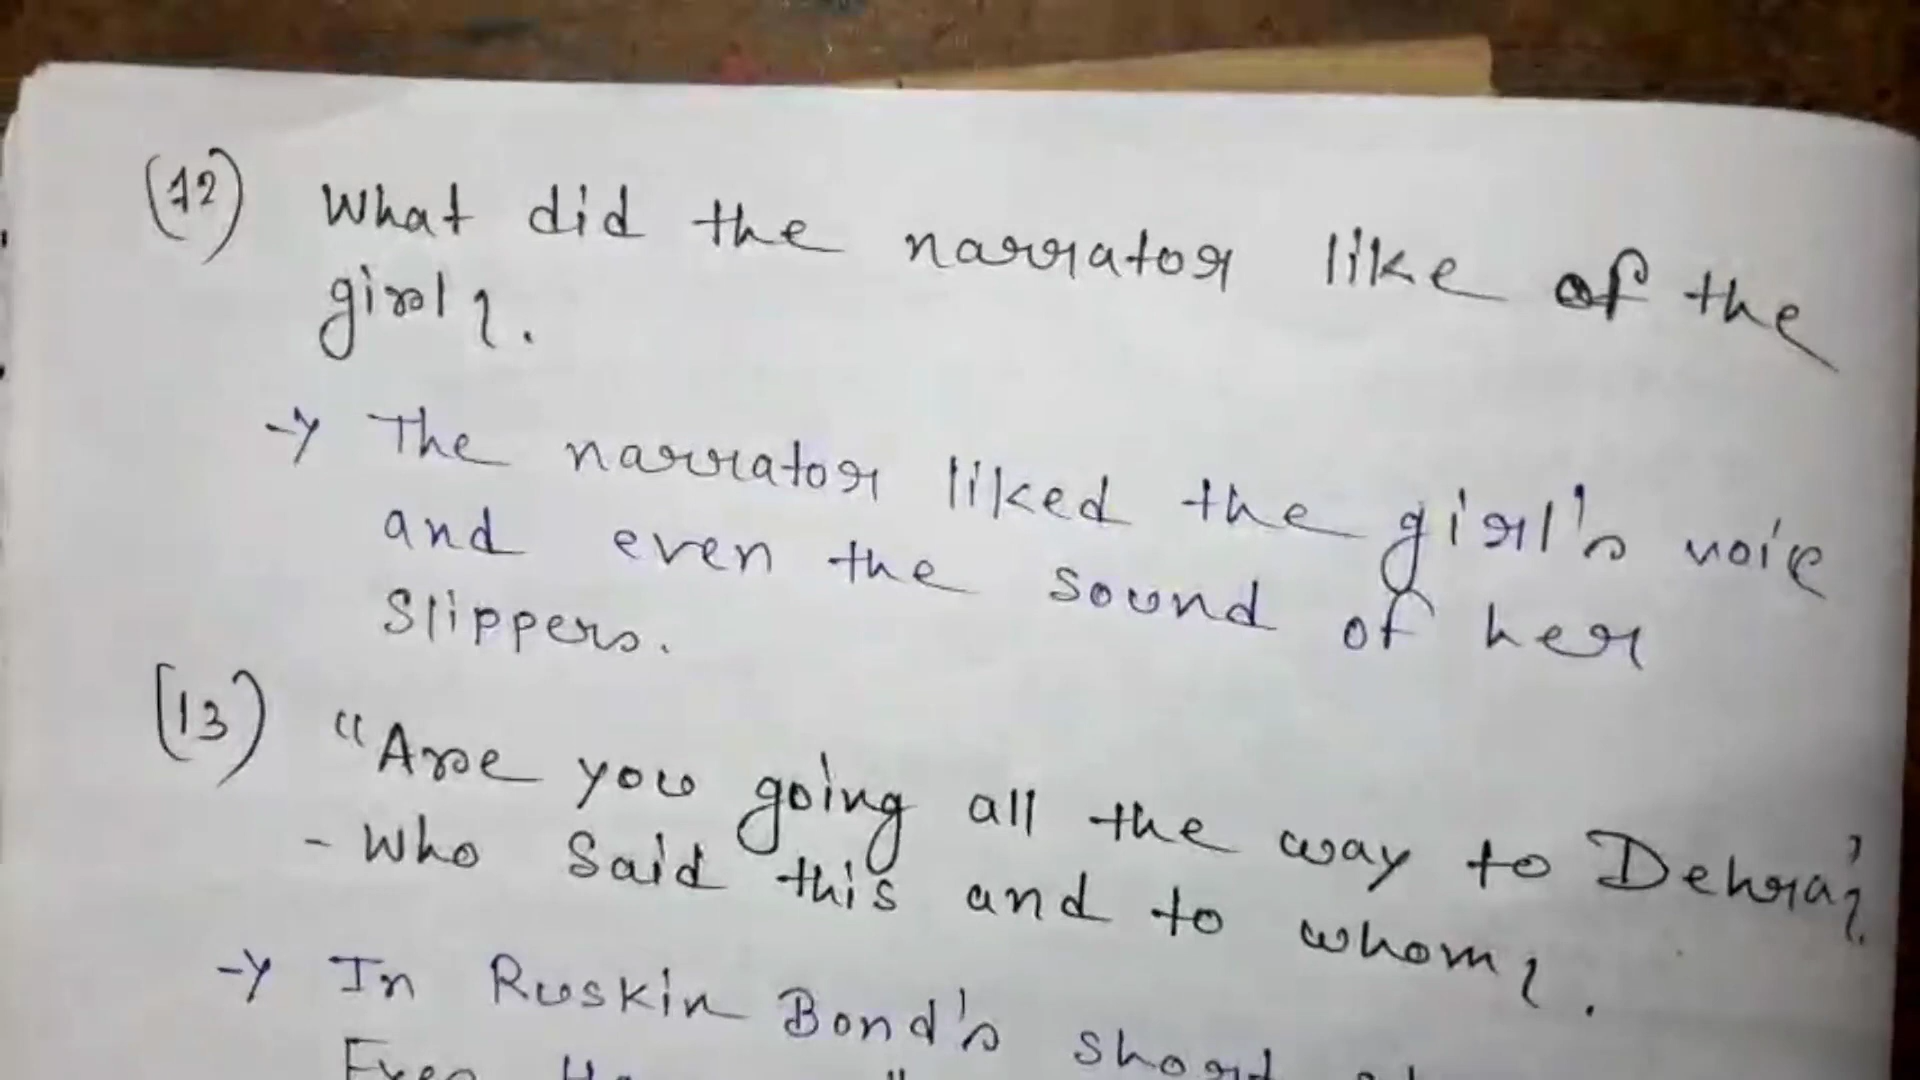 (12) What did the narrator like of the
girl?.
→ The narrator liked the girl's voice
and even the sound of her
slippers.
(13) "Are you going all the way to Dehra'?
- Who said this and to whom?.
→ In Ruskin Bond's short